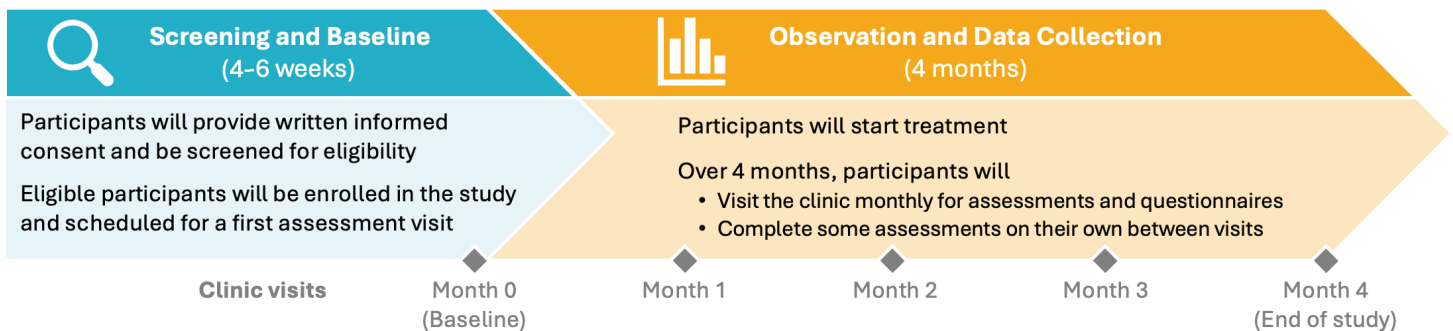 Screening and Baseline
(4-6 weeks)
Observation and Data Collection
(4 months)
Participants will provide written informed
consent and be screened for eligibility
Eligible participants will be enrolled in the study
and scheduled for a first assessment visit
Participants will start treatment
Over 4 months, participants will
• Visit the clinic monthly for assessments and questionnaires
• Complete some assessments on their own between visits
Clinic visits
Month 0
(Baseline)
Month 1
Month 2
Month 3
Month 4
(End of study)